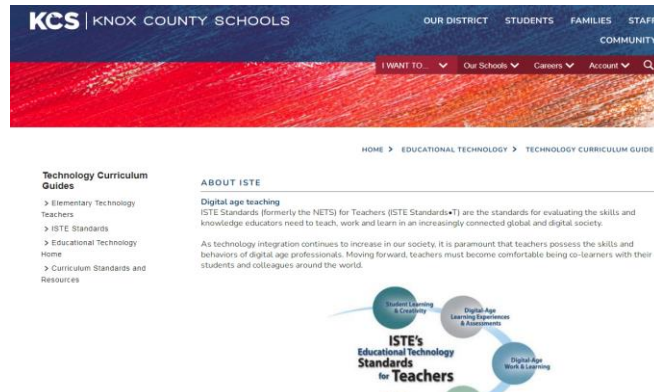 KCS | KNOX COUNTY SCHOOLS
OUR DISTRICT STUDENTS FAMILIES STAFF
COMMUNITY
I WANT TO... Our Schools Careers Account
HOME > EDUCATIONAL TECHNOLOGY > TECHNOLOGY CURRICULUM GUIDE
Technology Curriculum
Guides
> Elementary Technology
Teachers
> ISTE Standards
> Educational Technology
Home
> Curriculum Standards and
Resources
ABOUT ISTE
Digital age teaching
ISTE Standards (formerly the NETS) for Teachers (ISTE Standards•T) are the standards for evaluating the skills and
knowledge educators need to teach, work and learn in an increasingly connected global and digital society.
As technology integration continues to increase in our society, it is paramount that teachers possess the skills and
behaviors of digital age professionals. Moving forward, teachers must become comfortable being co-learners with their
students and colleagues around the world.
Student Learning
& Creativity
Digital-Age
Learning Experiences
& Assessments
ISTE's
Educational Technology
Standards
for Teachers
Digital-Age
Work & Learning